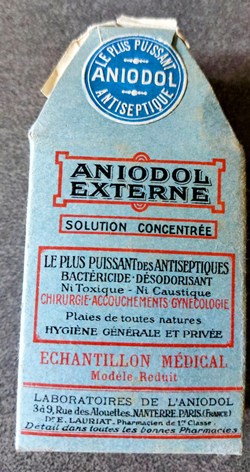 LE PLUS PUISSANT
ANIODOL
ANTISEPTIQUE
ANIODOL
EXTERNE
SOLUTION CONCENTRÉE
LE PLUS PUISSANT DES ANTISEPTIQUES
BACTÉRICIDE - DÉSODORISANT
Ni Toxique - Ni Caustique
CHIRURGIE - ACCOUCHEMENTS GYNÉCOLOGIE
Plaies de toutes natures
HYGIÈNE GÉNÉRALE ET PRIVÉE
ECHANTILLON MÉDICAL
Modèle Réduit
LABORATOIRES DE L'ANIODOL
3 à 9, Rue des Alouettes, NANTERRE, PARIS (FRANCE)
Dr E. LAURIAT, Pharmacien de 1re Classe
Détail dans toutes les bonnes Pharmacies